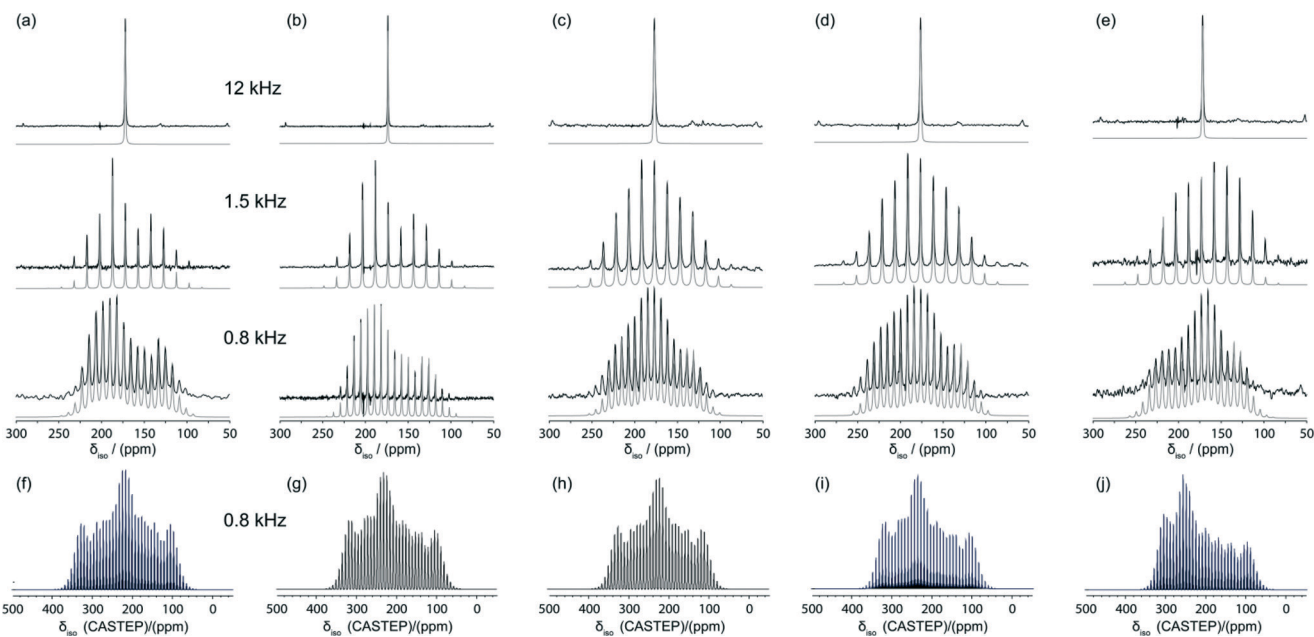 (a) (b) (c) (d) (e)
12 kHz
1.5 kHz
0.8 kHz
300 250 200 150 100 50 300 250 200 150 100 50 300 250 200 150 100 50 300 250 200 150 100 50 300 250 200 150 100 50
δiso / (ppm) δiso / (ppm) δiso / (ppm) δiso / (ppm) δiso / (ppm)
(f) (g) (h) (i) (j)
0.8 kHz
500 400 300 200 100 0 500 400 300 200 100 0 500 400 300 200 100 0 500 400 300 200 100 0 500 400 300 200 100 0
δiso (CASTEP)/(ppm) δiso (CASTEP)/(ppm) δiso (CASTEP)/(ppm) δiso (CASTEP)/(ppm) δiso (CASTEP)/(ppm)